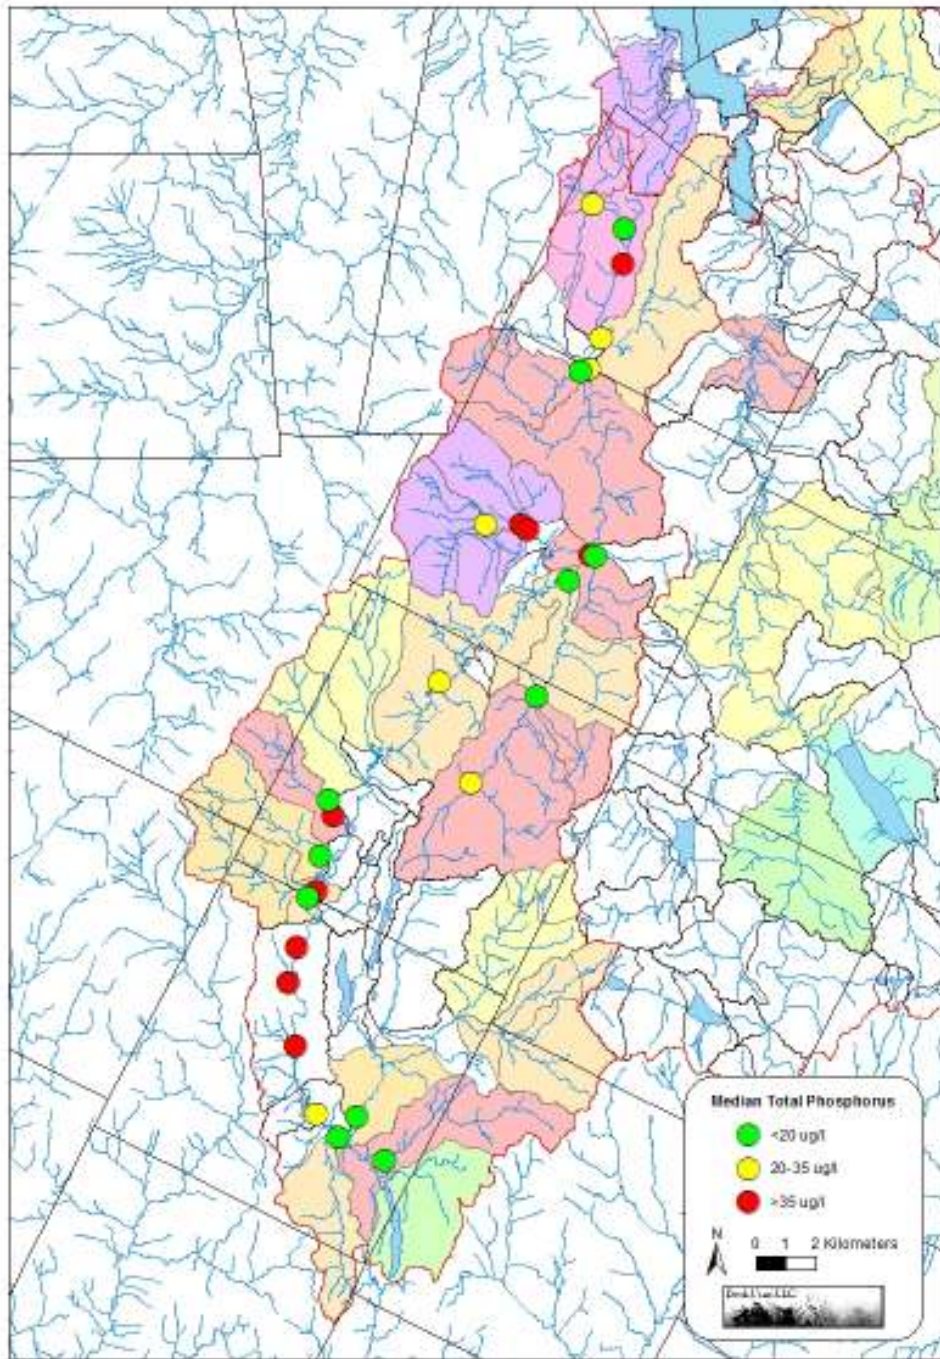 Median Total Phosphorus
<20 ug/l
20-35 ug/l
>35 ug/l
N
0 1 2 Kilometers